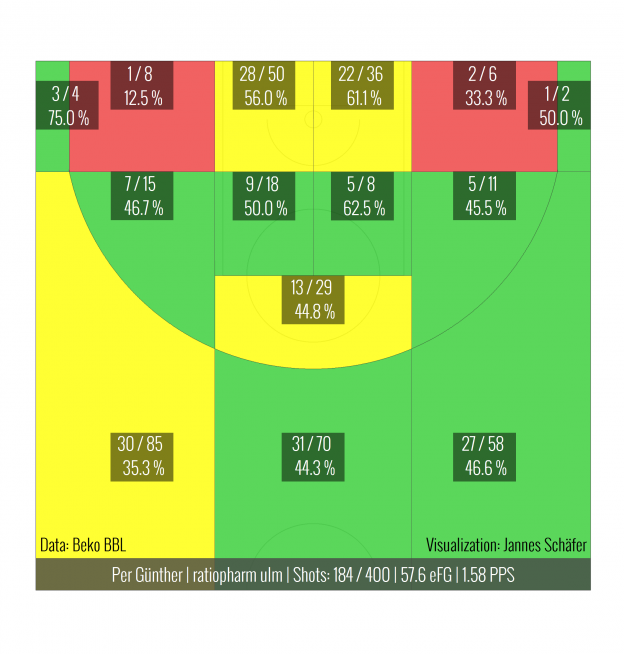 1 / 8
12.5 %
28 / 50
56.0 %
22 / 36
61.1 %
2 / 6
33.3 %
3 / 4
75.0 %
1 / 2
50.0 %
7 / 15
46.7 %
9 / 18
50.0 %
5 / 8
62.5 %
5 / 11
45.5 %
13 / 29
44.8 %
30 / 85
35.3 %
31 / 70
44.3 %
27 / 58
46.6 %
Data: Beko BBL
Visualization: Jannes Schäfer
Per Günther | ratiopharm ulm | Shots: 184 / 400 | 57.6 eFG | 1.58 PPS